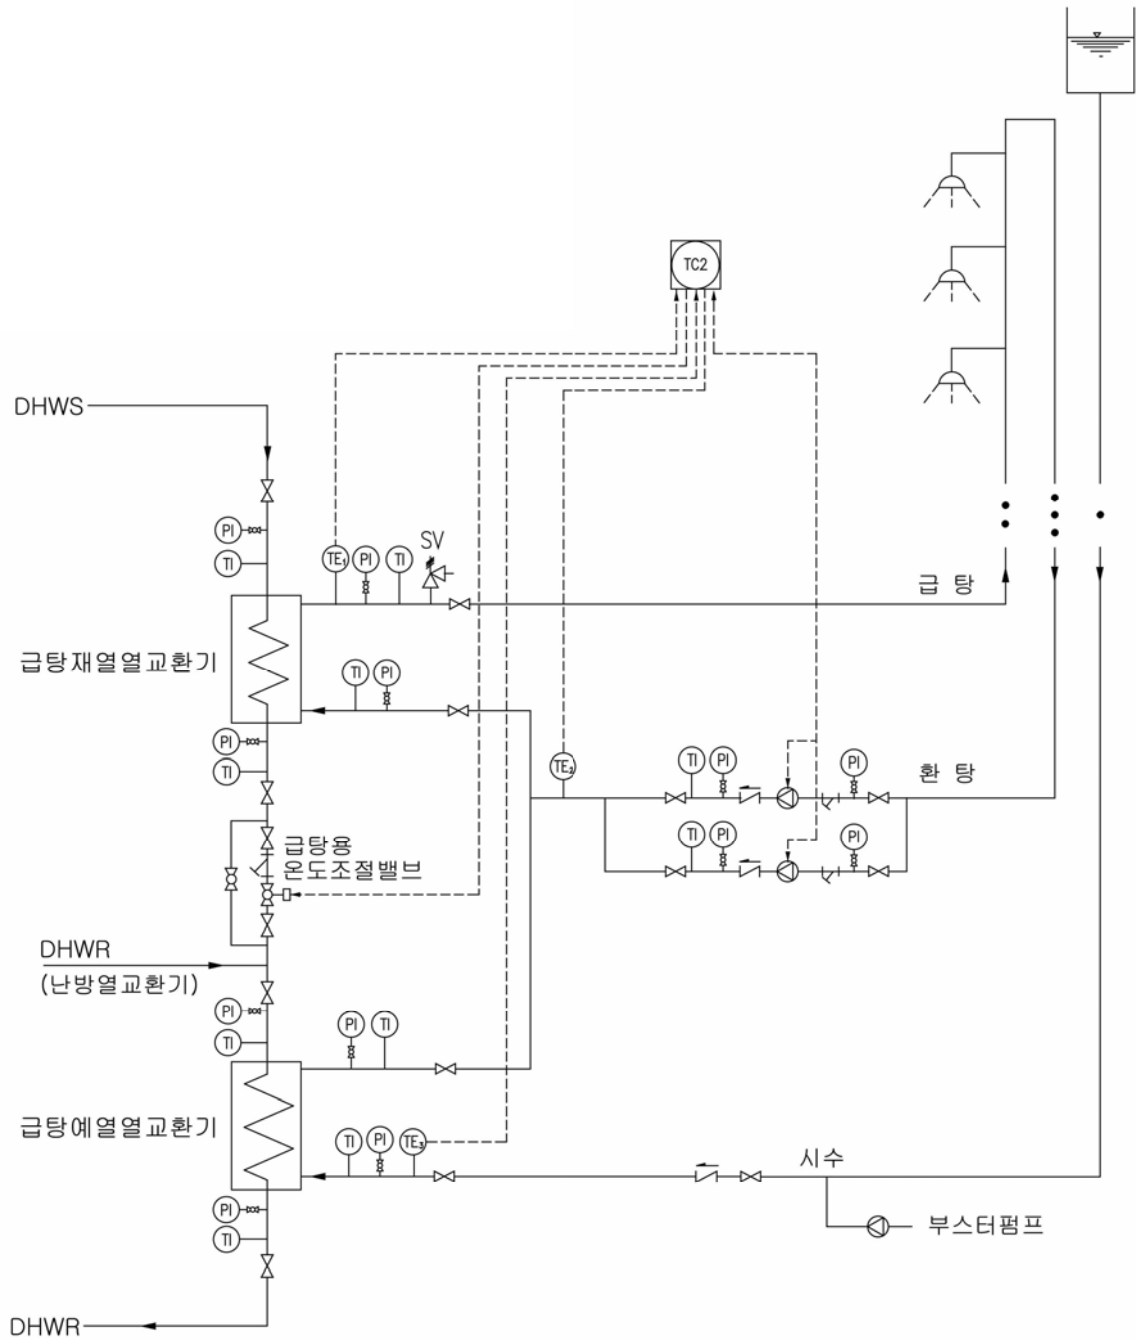 TC2
DHWS
PI
TI
TE₁
PI
TI
SV
급 탕
급탕재열열교환기
TI
PI
PI
TI
TE₂
TI
PI
PI
환 탕
TI
PI
PI
급탕용
온도조절밸브
DHWR
(난방열교환기)
PI
TI
PI
TI
급탕예열열교환기
TI
PI
TE₃
시수
PI
TI
부스터펌프
DHWR